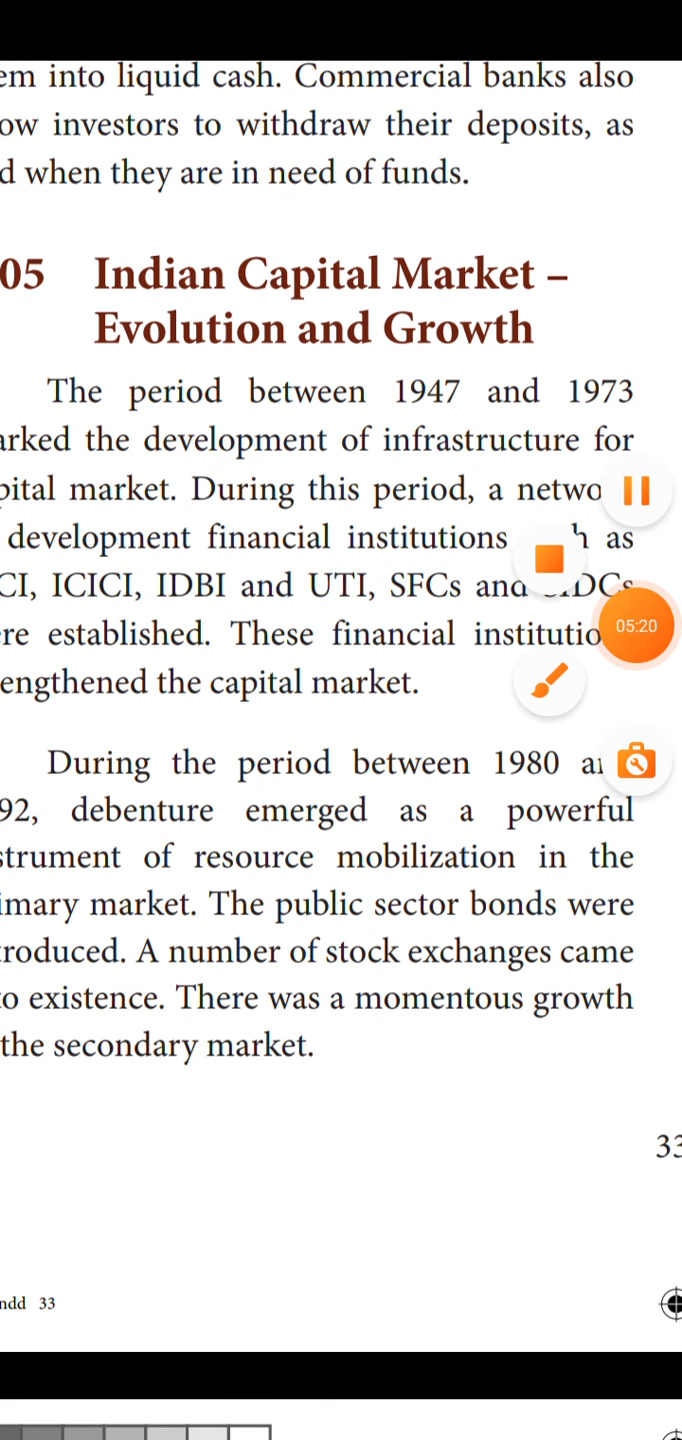 em into liquid cash. Commercial banks also
ow investors to withdraw their deposits, as
d when they are in need of funds.
05 Indian Capital Market –
Evolution and Growth
The period between 1947 and 1973
arked the development of infrastructure for
pital market. During this period, a netwo
development financial institutions h as
CI, ICICI, IDBI and UTI, SFCs and DCs
re established. These financial institutio
05:20
engthened the capital market.
During the period between 1980 a
92, debenture emerged as a powerful
strument of resource mobilization in the
imary market. The public sector bonds were
troduced. A number of stock exchanges came
to existence. There was a momentous growth
the secondary market.
33
ndd 33